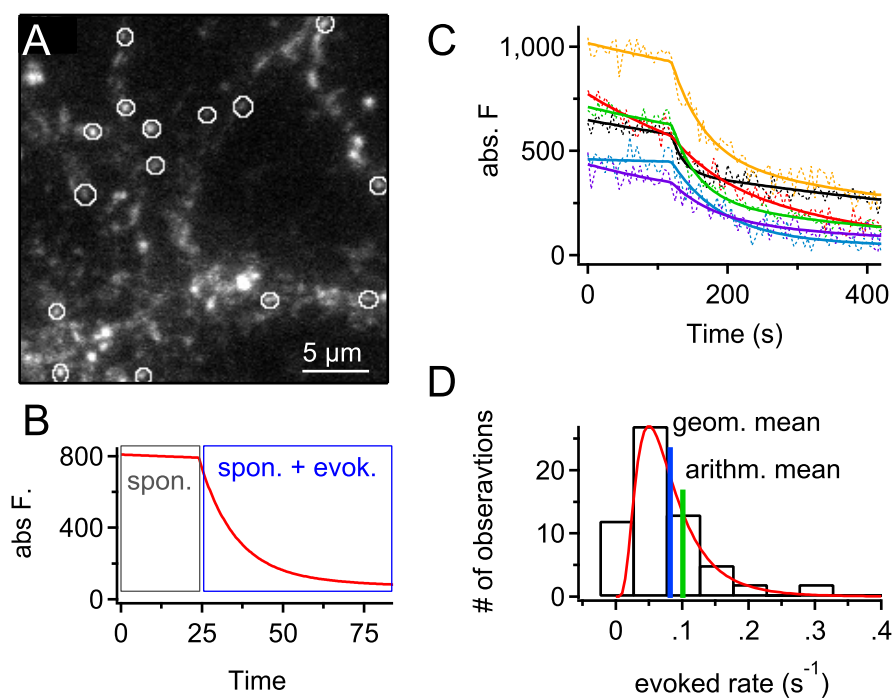 A
5 µm
B
800
400
0
abs F.
spon.
spon. + evok.
0
25
50
75
Time
C
1,000
500
0
abs. F
0
200
400
Time (s)
D
20
10
0
# of obseravtions
geom. mean
arithm. mean
0
.1
.2
.3
.4
evoked rate (s⁻¹)